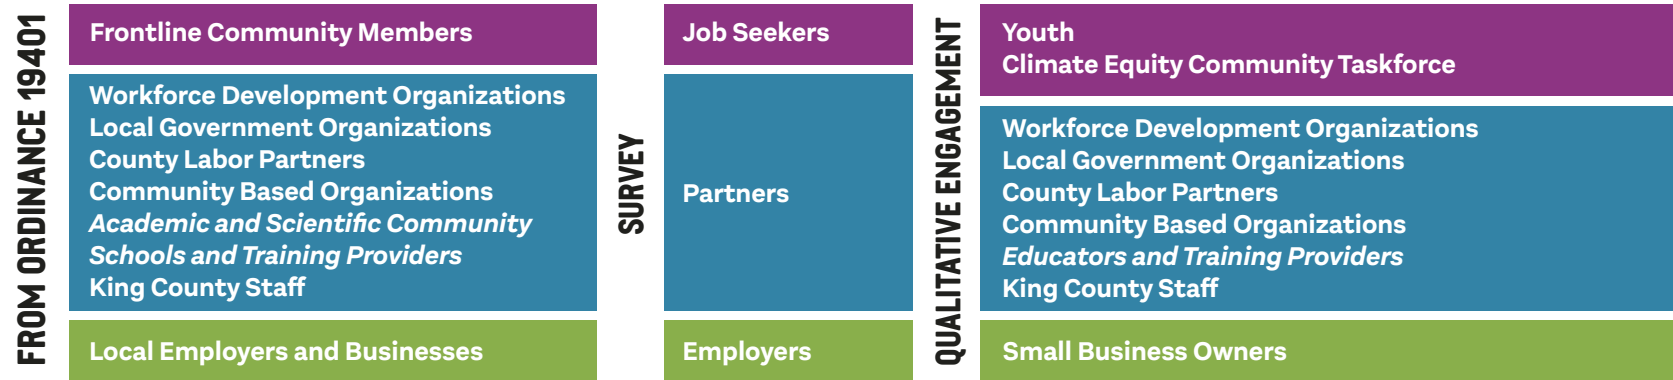 FROM ORDINANCE 19401
Frontline Community Members
Workforce Development Organizations
Local Government Organizations
County Labor Partners
Community Based Organizations
Academic and Scientific Community
Schools and Training Providers
King County Staff
Local Employers and Businesses
SURVEY
Job Seekers
Partners
Employers
QUALITATIVE ENGAGEMENT
Youth
Climate Equity Community Taskforce
Workforce Development Organizations
Local Government Organizations
County Labor Partners
Community Based Organizations
Educators and Training Providers
King County Staff
Small Business Owners